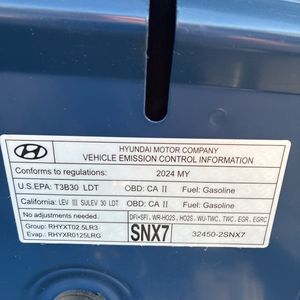 HYUNDAI MOTOR COMPANY
VEHICLE EMISSION CONTROL INFORMATION
Conforms to regulations: 2024 MY
U.S.EPA: T3B30 LDT OBD: CA II Fuel: Gasoline
California: LEV III SULEV 30 LDT OBD: CA II Fuel: Gasoline
No adjustments needed. DFI+SFI, WR-HO2S, HO2S, WU-TWC, TWC, EGR, EGRC
Group: RHYXT02.5LR3
Evap.: RHYXR0125LRG SNX7 32450-2SNX7